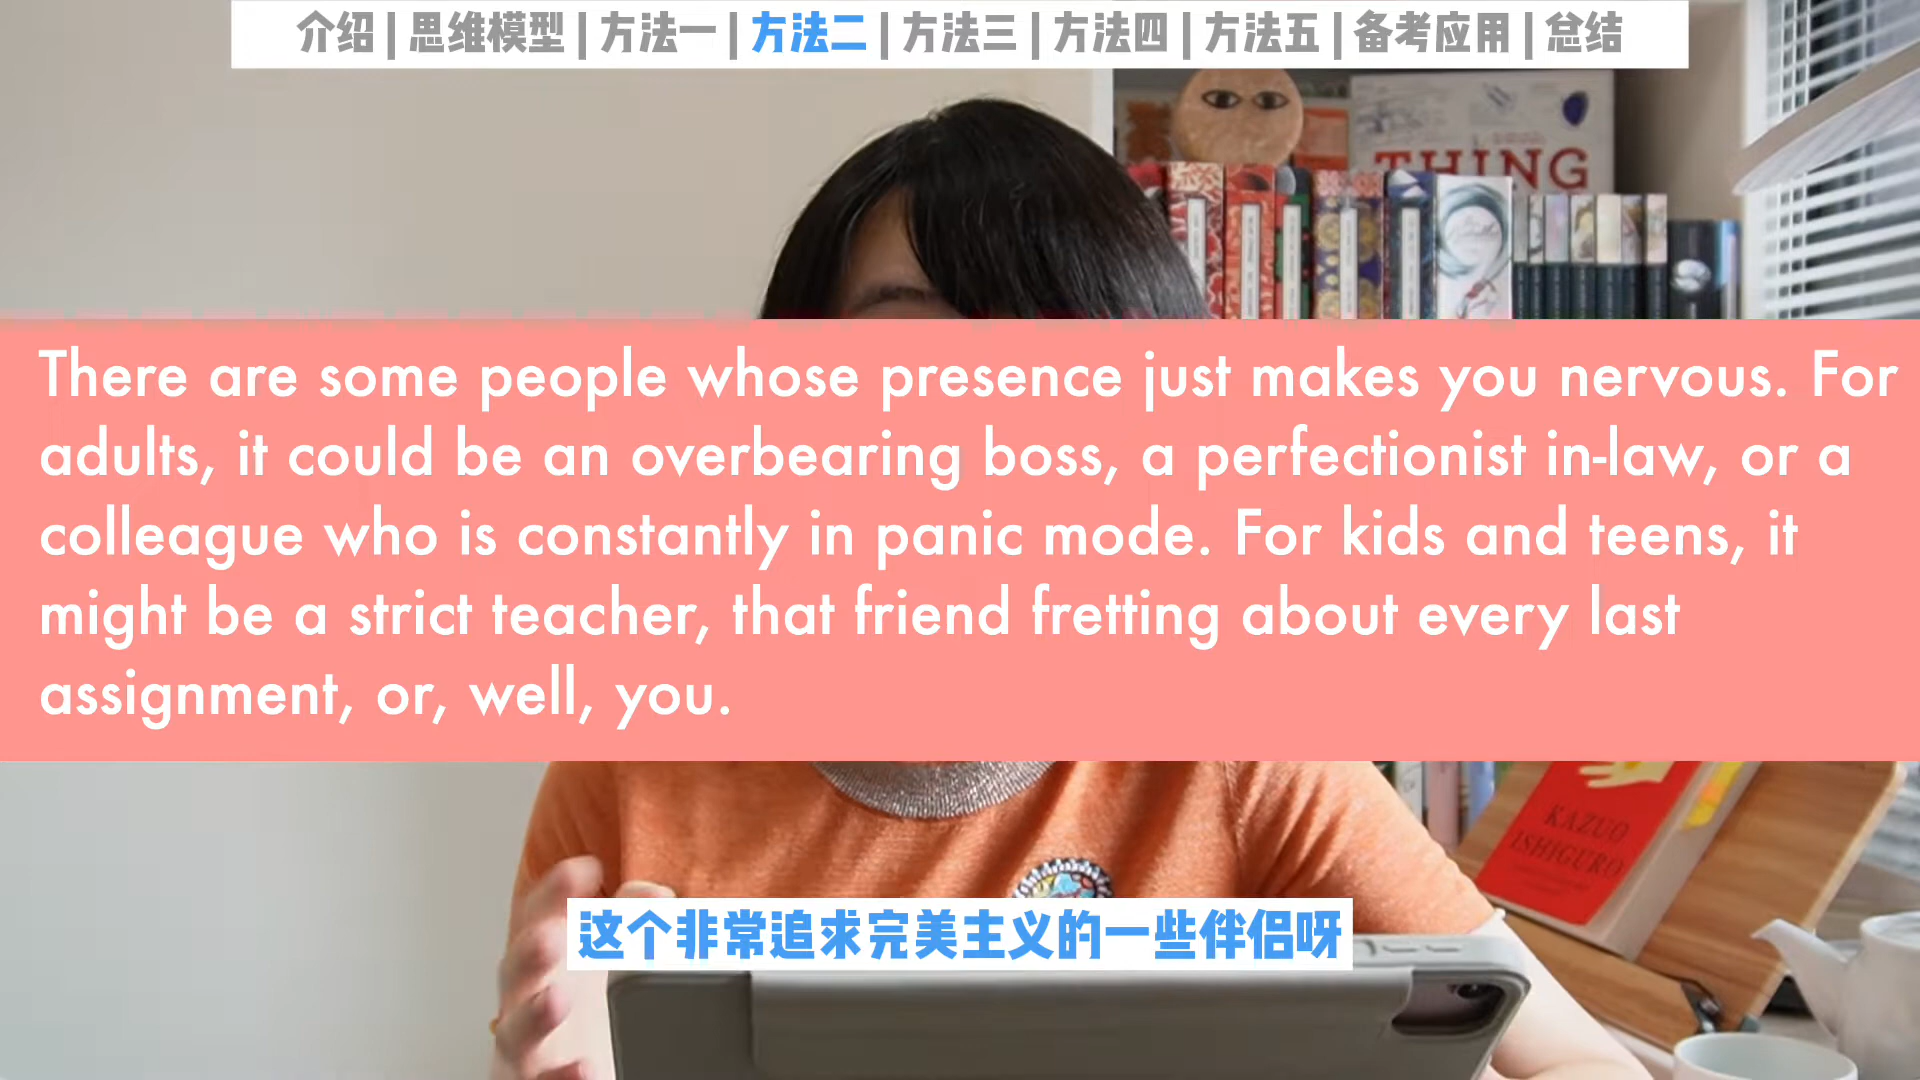 介绍 | 思维模型 | 方法一 | 方法二 | 方法三 | 方法四 | 方法五 | 备考应用 | 总结
THING
There are some people whose presence just makes you nervous. For
adults, it could be an overbearing boss, a perfectionist in-law, or a
colleague who is constantly in panic mode. For kids and teens, it
might be a strict teacher, that friend fretting about every last
assignment, or, well, you.
KAZUO
ISHIGURO
这个非常追求完美主义的一些伴侣呀